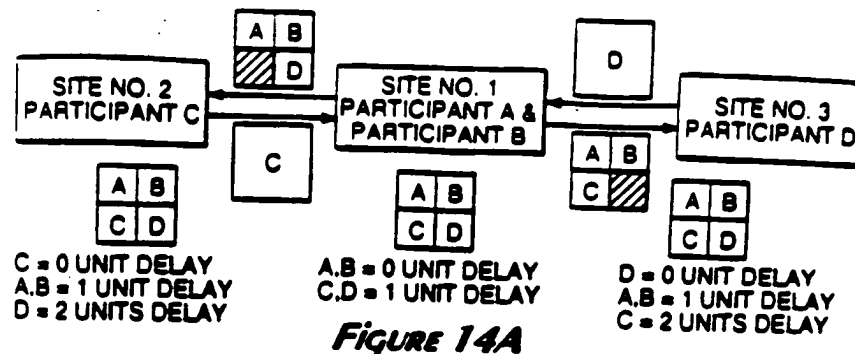 A B
D
D
SITE NO. 2
PARTICIPANT C
SITE NO. 1
PARTICIPANT A &
PARTICIPANT B
SITE NO. 3
PARTICIPANT D
C
A B
C
A B
C D
A B
C D
A B
C D
C = 0 UNIT DELAY
A,B = 1 UNIT DELAY
D = 2 UNITS DELAY
A,B = 0 UNIT DELAY
C,D = 1 UNIT DELAY
D = 0 UNIT DELAY
A,B = 1 UNIT DELAY
C = 2 UNITS DELAY
FIGURE 14A